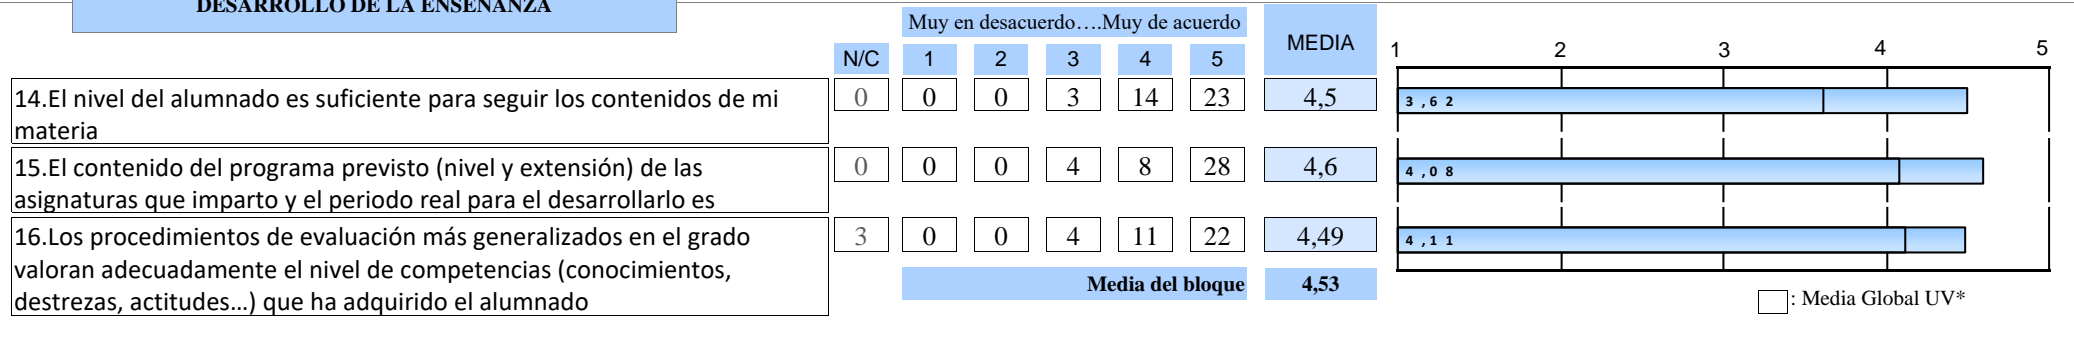 DESARROLLO DE LA ENSEÑANZA
Muy en desacuerdo….Muy de acuerdo
MEDIA
N/C 1 2 3 4 5
1 2 3 4 5
14.El nivel del alumnado es suficiente para seguir los contenidos de mi
materia
0 0 0 3 14 23 4,5
3,62
15.El contenido del programa previsto (nivel y extensión) de las
asignaturas que imparto y el periodo real para el desarrollarlo es
0 0 0 4 8 28 4,6
4,08
16.Los procedimientos de evaluación más generalizados en el grado
valoran adecuadamente el nivel de competencias (conocimientos,
destrezas, actitudes…) que ha adquirido el alumnado
3 0 0 4 11 22 4,49
4,11
Media del bloque 4,53
: Media Global UV*